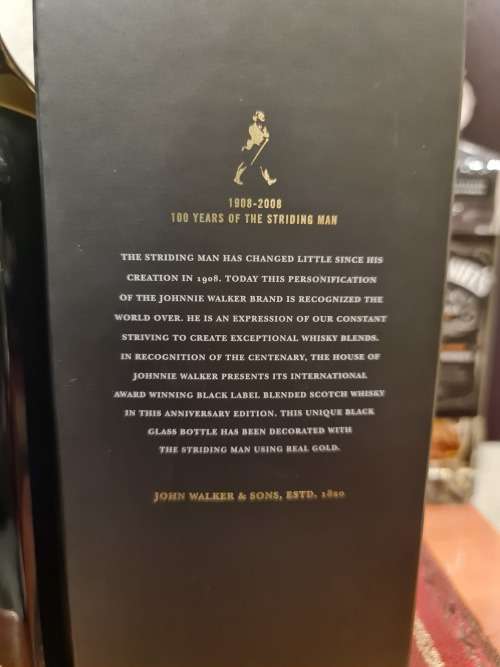 1908-2008
100 YEARS OF THE STRIDING MAN
THE STRIDING MAN HAS CHANGED LITTLE SINCE HIS
CREATION IN 1908. TODAY THIS PERSONIFICATION
OF THE JOHNNIE WALKER BRAND IS RECOGNIZED THE
WORLD OVER. HE IS AN EXPRESSION OF OUR CONSTANT
STRIVING TO CREATE EXCEPTIONAL WHISKY BLENDS.
IN RECOGNITION OF THE CENTENARY, THE HOUSE OF
JOHNNIE WALKER PRESENTS ITS INTERNATIONAL
AWARD WINNING BLACK LABEL BLENDED SCOTCH WHISKY
IN THIS ANNIVERSARY EDITION. THIS UNIQUE BLACK
GLASS BOTTLE HAS BEEN DECORATED WITH
THE STRIDING MAN USING REAL GOLD.
JOHN WALKER & SONS, ESTD. 1820